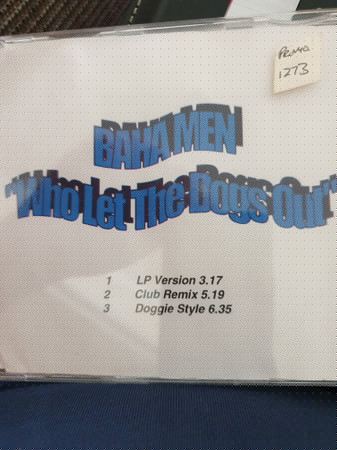 PROMO
1273
BAHA MEN
"Who Let The Dogs Out"
1 LP Version 3.17
2 Club Remix 5.19
3 Doggie Style 6.35